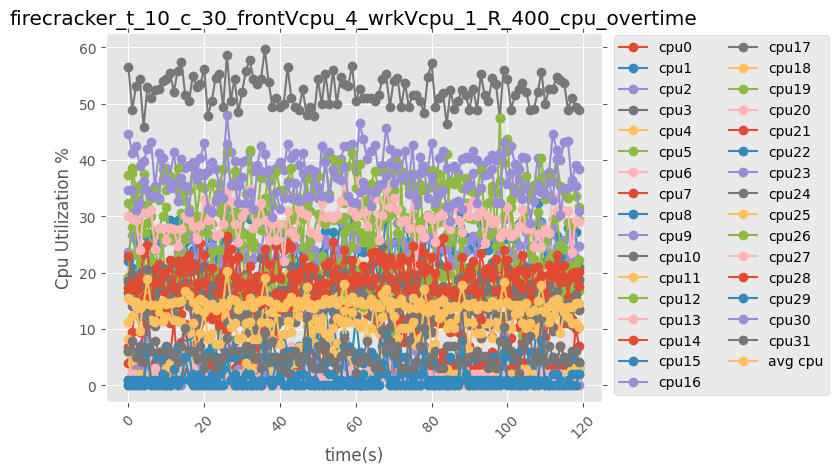 firecracker_t_10_c_30_frontVcpu_4_wrkVcpu_1_R_400_cpu_overtime
Cpu Utilization %
60
50
40
30
20
10
0
0
20
40
60
80
100
120
time(s)
cpu0
cpu1
cpu2
cpu3
cpu4
cpu5
cpu6
cpu7
cpu8
cpu9
cpu10
cpu11
cpu12
cpu13
cpu14
cpu15
cpu16
cpu17
cpu18
cpu19
cpu20
cpu21
cpu22
cpu23
cpu24
cpu25
cpu26
cpu27
cpu28
cpu29
cpu30
cpu31
avg cpu